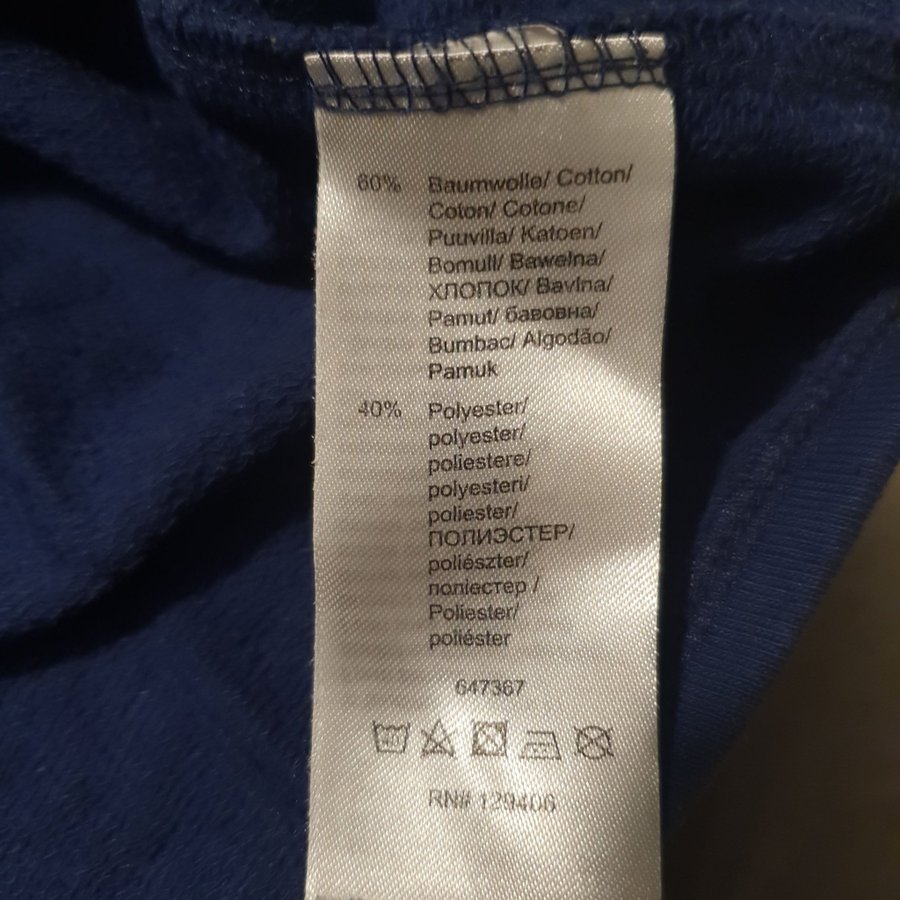 60% Baumwolle/ Cotton/
Coton/ Cotone/
Puuvilla/ Katoen/
Bomull/ Bawełna/
ХЛОПОК/ Bavlna/
Pamut/ бавовна/
Bumbac/ Algodão/
Pamuk
40% Polyester/
polyester/
poliestere/
polyesteri/
poliester/
ПОЛИЭСТЕР/
poliészter/
поліестер /
Poliester/
poliéster
647367
RN# 129406